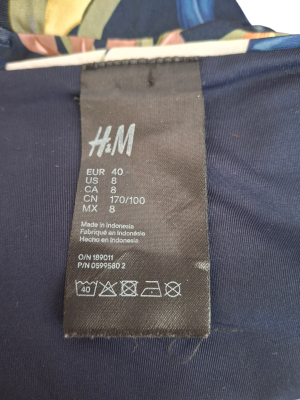 H&M
EUR 40
US 8
CA 8
CN 170/100
MX 8
Made in Indonesia
Fabriqué en Indonésie
Hecho en Indonesia
O/N 189011
P/N 0599580 2
40